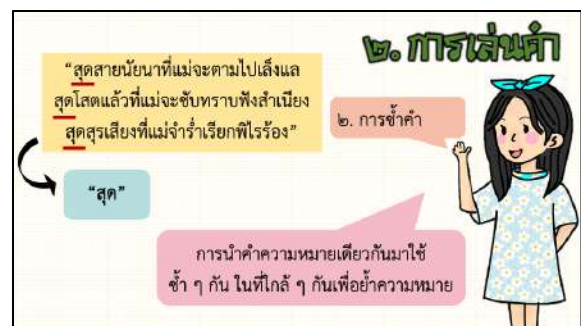 ๒. การเล่นคำ
“สุดสายนัยนาที่แม่จะตามไปเล็งแล
สุดโสตแล้วที่แม่จะซับทราบฟังสำเนียง
สุดสุรเสียงที่แม่จำร่ำเรียกพิไรร้อง”
๒. การซ้ำคำ
“สุด”
การนำคำความหมายเดียวกันมาใช้
ซ้ำ ๆ กัน ในที่ใกล้ ๆ กันเพื่อย้ำความหมาย